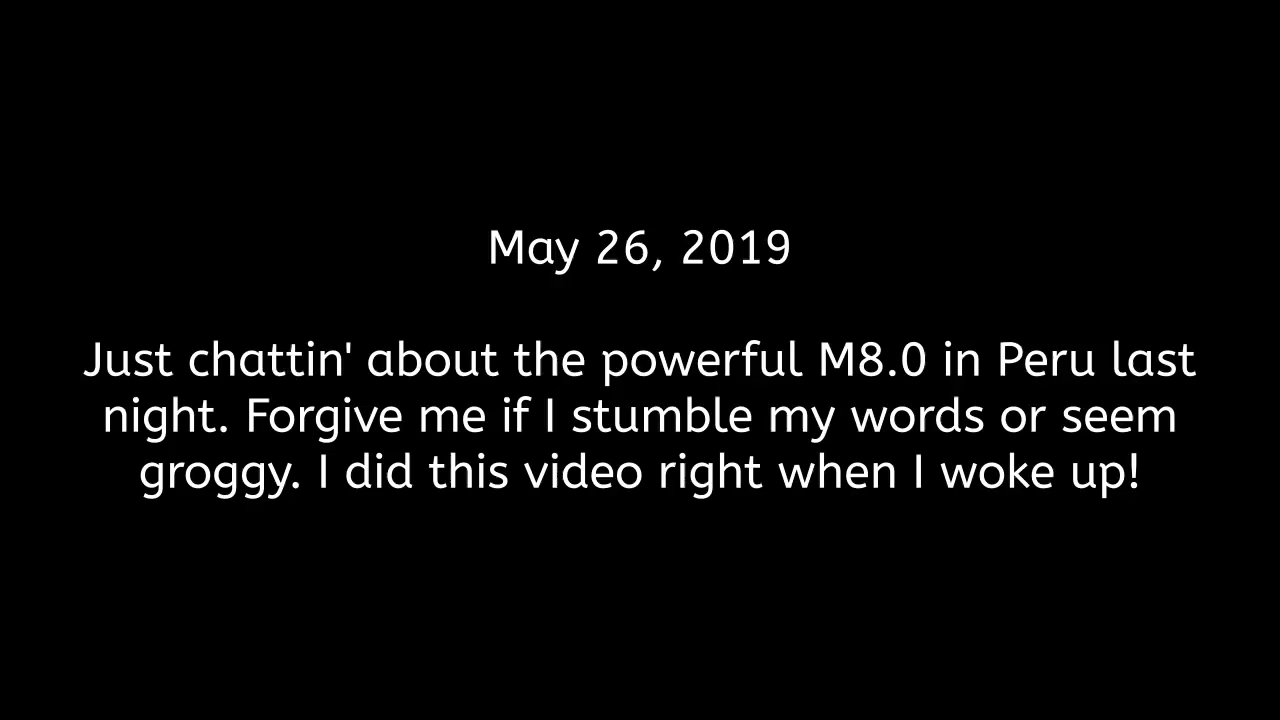 May 26, 2019
Just chattin' about the powerful M8.0 in Peru last
night. Forgive me if I stumble my words or seem
groggy. I did this video right when I woke up!